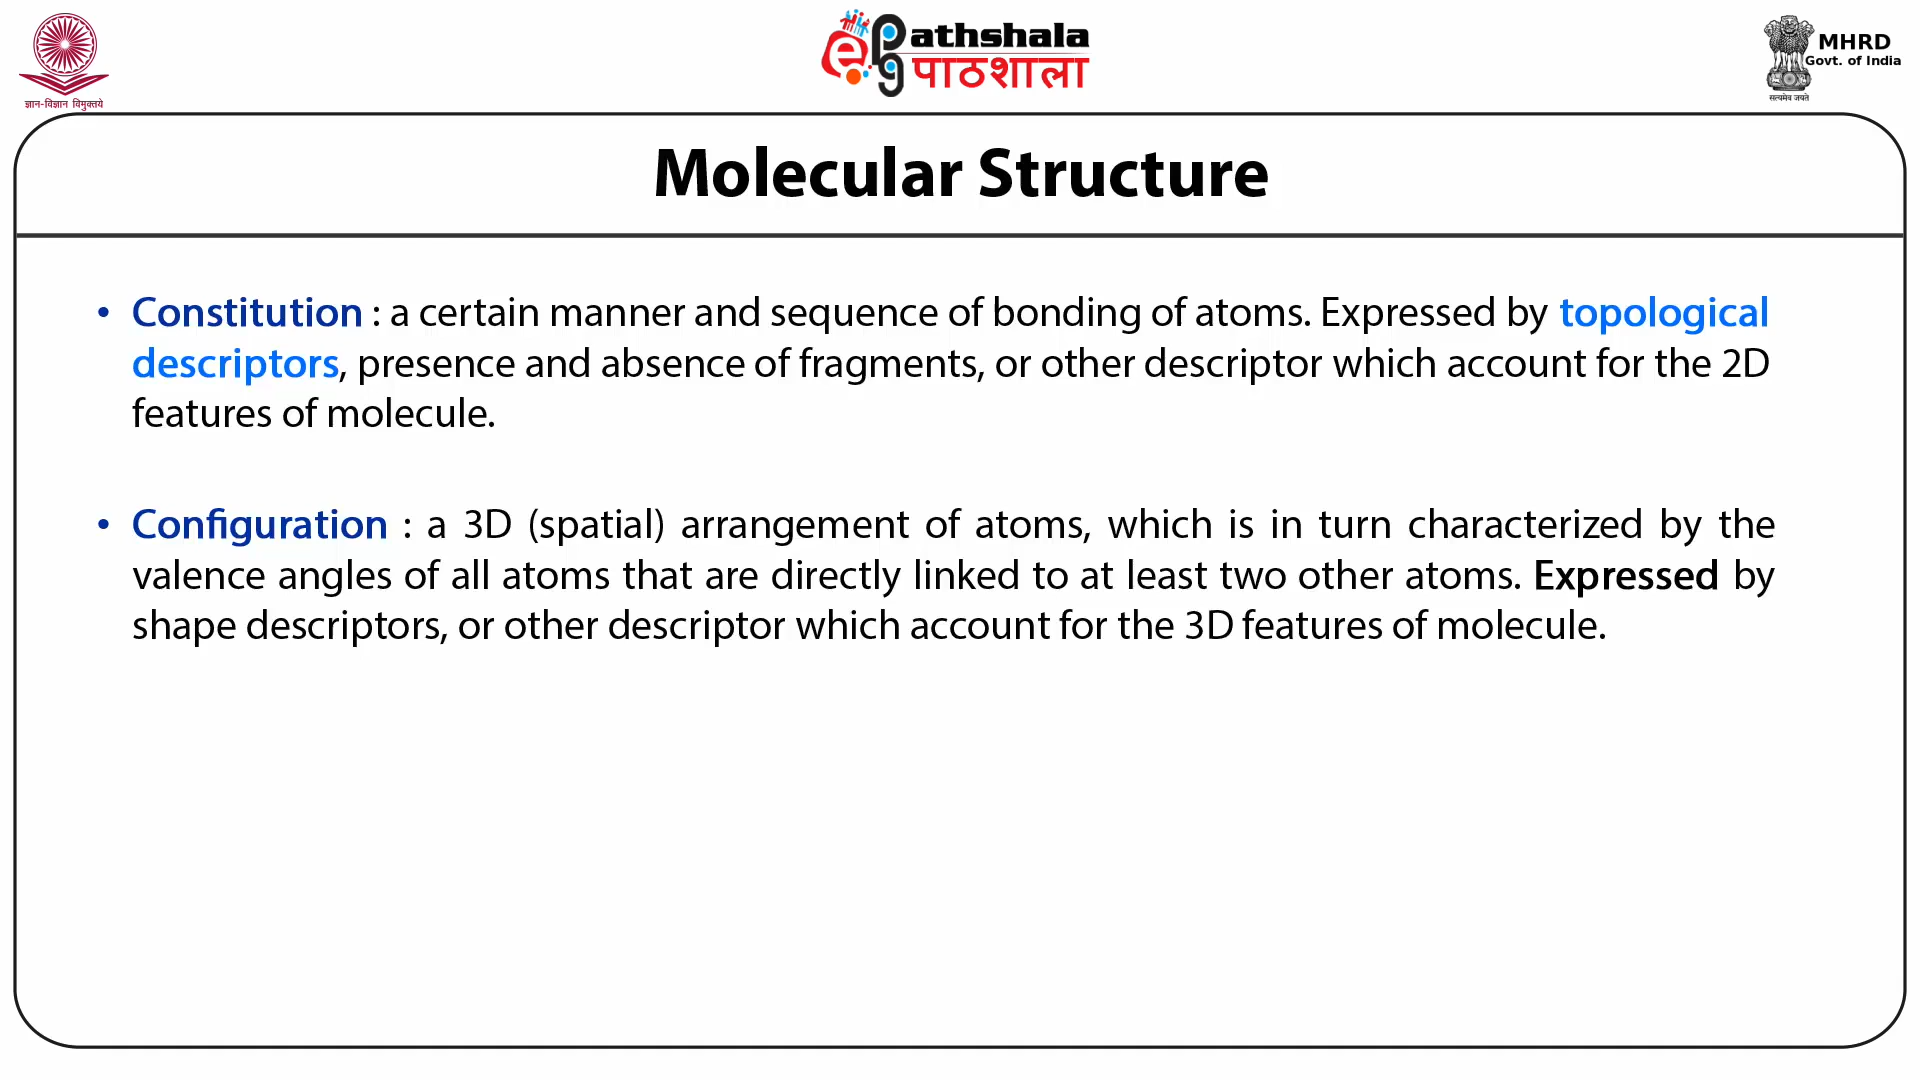 ज्ञान-विज्ञान विमुक्तये
ePG Pathshala
पाठशाला
MHRD
Govt. of India
सत्यमेव जयते
Molecular Structure
• Constitution : a certain manner and sequence of bonding of atoms. Expressed by topological
descriptors, presence and absence of fragments, or other descriptor which account for the 2D
features of molecule.
• Configuration : a 3D (spatial) arrangement of atoms, which is in turn characterized by the
valence angles of all atoms that are directly linked to at least two other atoms. Expressed by
shape descriptors, or other descriptor which account for the 3D features of molecule.